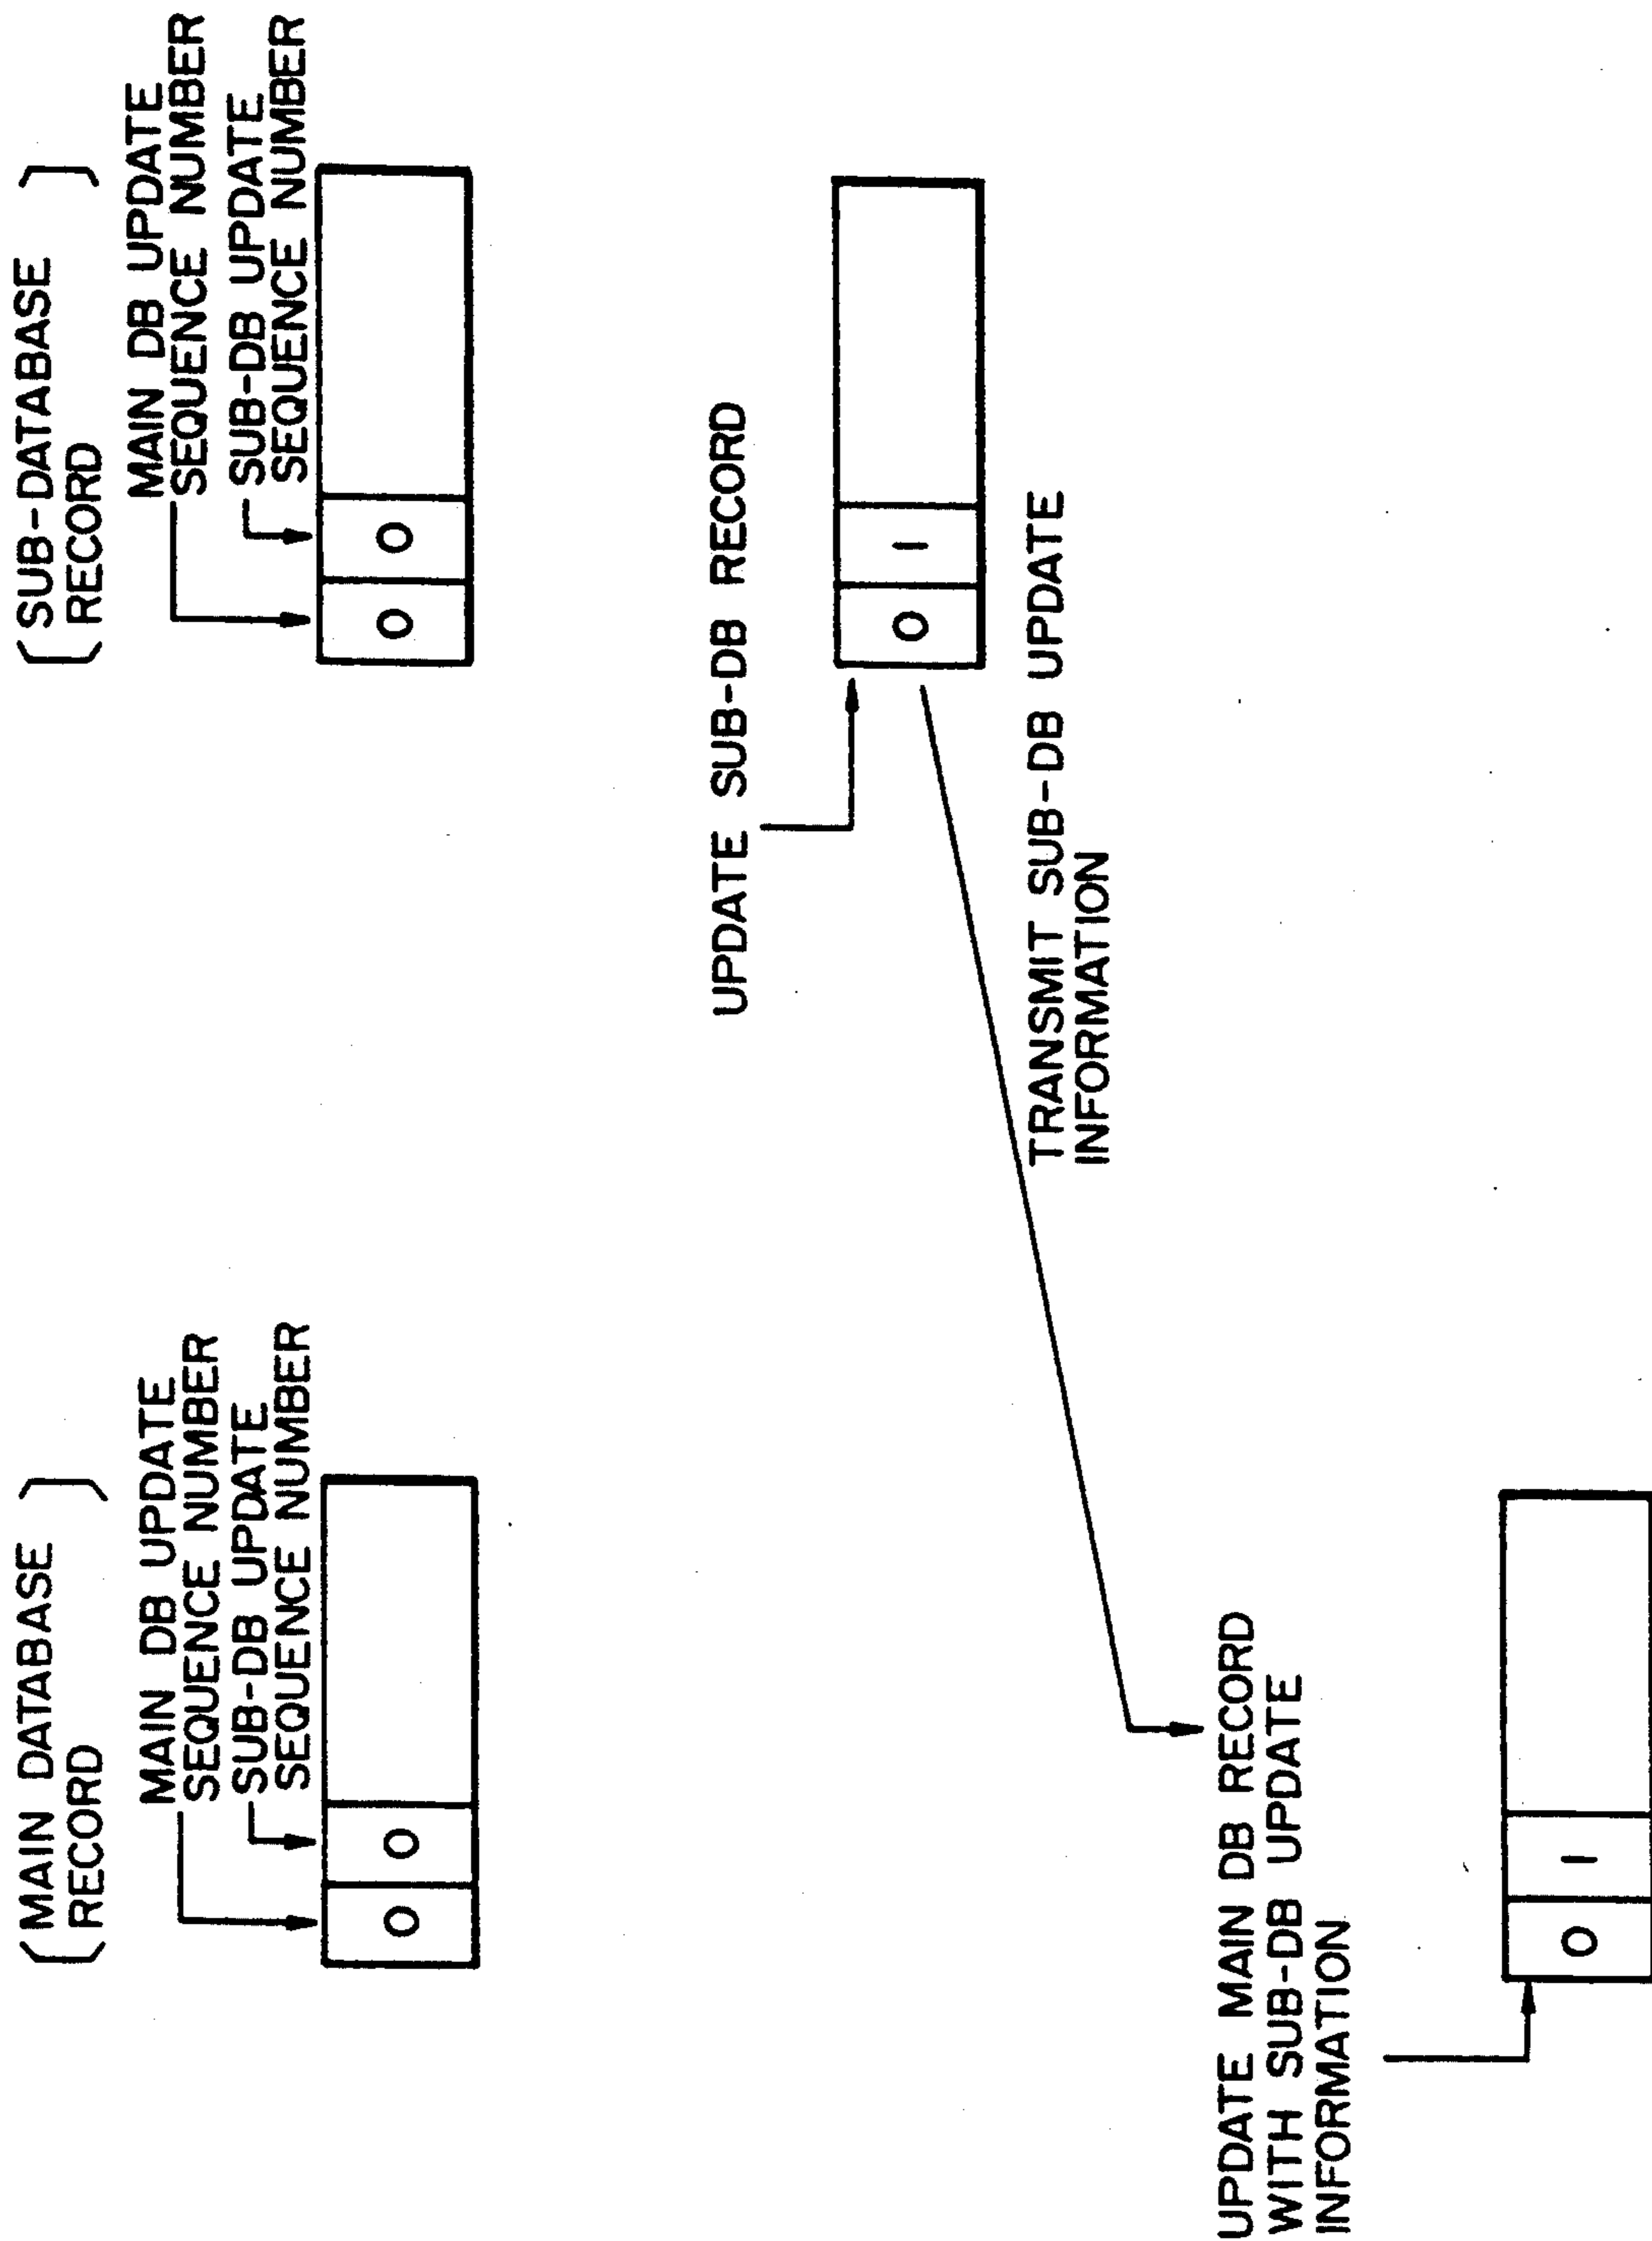 (MAIN DATABASE
RECORD)
MAIN DB UPDATE
SEQUENCE NUMBER
SUB-DB UPDATE
SEQUENCE NUMBER
0 0
(SUB-DATABASE
RECORD)
MAIN DB UPDATE
SEQUENCE NUMBER
SUB-DB UPDATE
SEQUENCE NUMBER
0 0
UPDATE SUB-DB RECORD
0 1
TRANSMIT SUB-DB UPDATE
INFORMATION
UPDATE MAIN DB RECORD
WITH SUB-DB UPDATE
INFORMATION
0 1